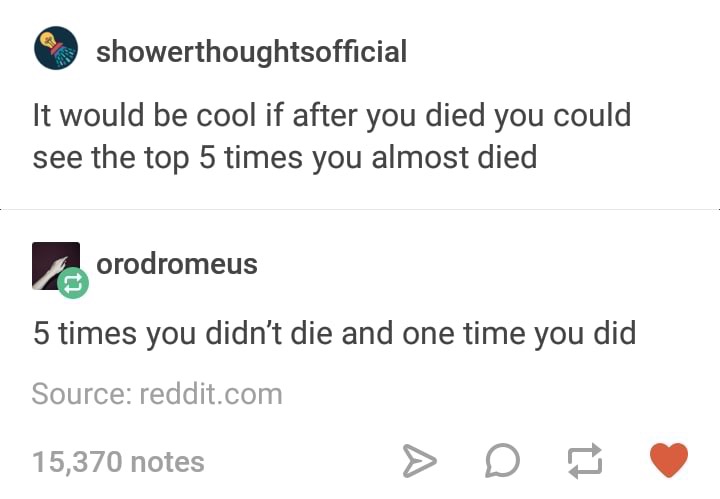 showerthoughtsofficial
It would be cool if after you died you could
see the top 5 times you almost died
orodromeus
5 times you didn’t die and one time you did
Source: reddit.com
15,370 notes